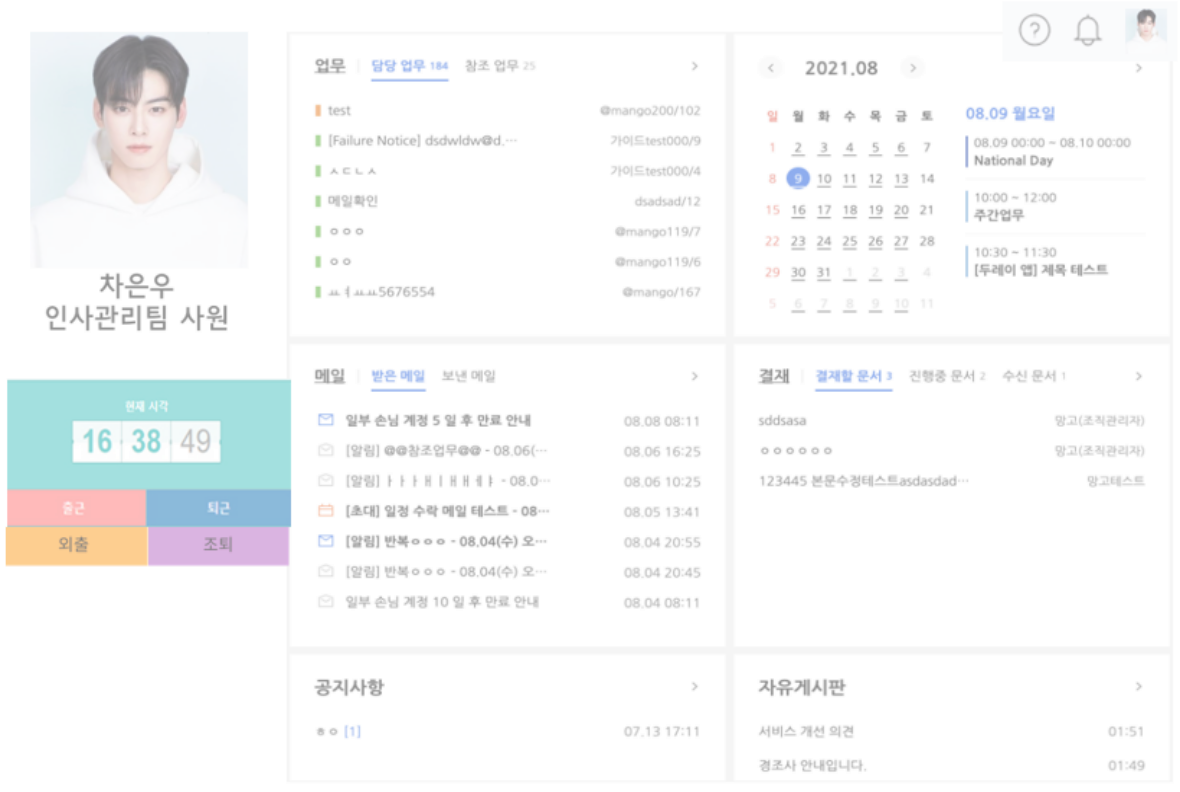 차은우
인사관리팀 사원
현재 시각
16 38 49
출근 퇴근
외출 조퇴
업무 담당 업무 184 참조 업무 25 >
test @mango200/102
[Failure Notice] dsdwldw@d.… 가이드test000/9
ㅅㄷㄴㅅ 가이드test000/4
메일확인 dsadsad/12
ㅇㅇㅇ @mango119/7
ㅇㅇ @mango119/6
@mango/167
< 2021.08 > >
일 월 화 수 목 금 토
1 2 3 4 5 6 7
8 9 10 11 12 13 14
15 16 17 18 19 20 21
22 23 24 25 26 27 28
29 30 31 1 2 3 4
5 6 7 8 9 10 11
08.09 월요일
08.09 00:00 ~ 08.10 00:00
National Day
10:00 ~ 12:00
주간업무
10:30 ~ 11:30
[두레이 앱] 제목 테스트
메일 받은 메일 보낸 메일 >
일부 손님 계정 5 일 후 만료 안내 08.08 08:11
[알림] @@참조업무@@ - 08.06(… 08.06 16:25
[알림] - 08.0… 08.06 10:25
[초대] 일정 수락 메일 테스트 - 08… 08.05 13:41
[알림] 반복ㅇㅇㅇ - 08.04(수) 오… 08.04 20:55
[알림] 반복ㅇㅇㅇ - 08.04(수) 오… 08.04 20:45
일부 손님 계정 10 일 후 만료 안내 08.04 08:11
결재 결재할 문서 3 진행중 문서 2 수신 문서 1 >
sddsasa 망고(조직관리자)
ㅇㅇㅇㅇㅇㅇ 망고(조직관리자)
123445 본문수정테스트asdasdad… 망고테스트
공지사항 >
ㅎㅇ [1] 07.13 17:11
자유게시판 >
서비스 개선 의견 01:51
경조사 안내입니다. 01:49